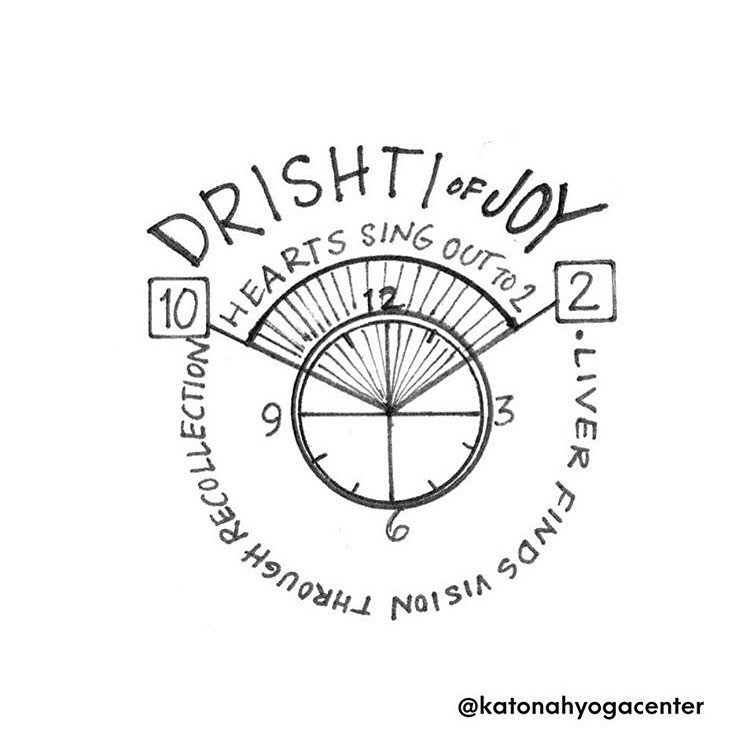 DRISHTI OF JOY
HEARTS SING OUT TO 2
10
12
2
9
3
6
• LIVER FINDS VISION THROUGH RECOLLECTION
@katonahyogacenter